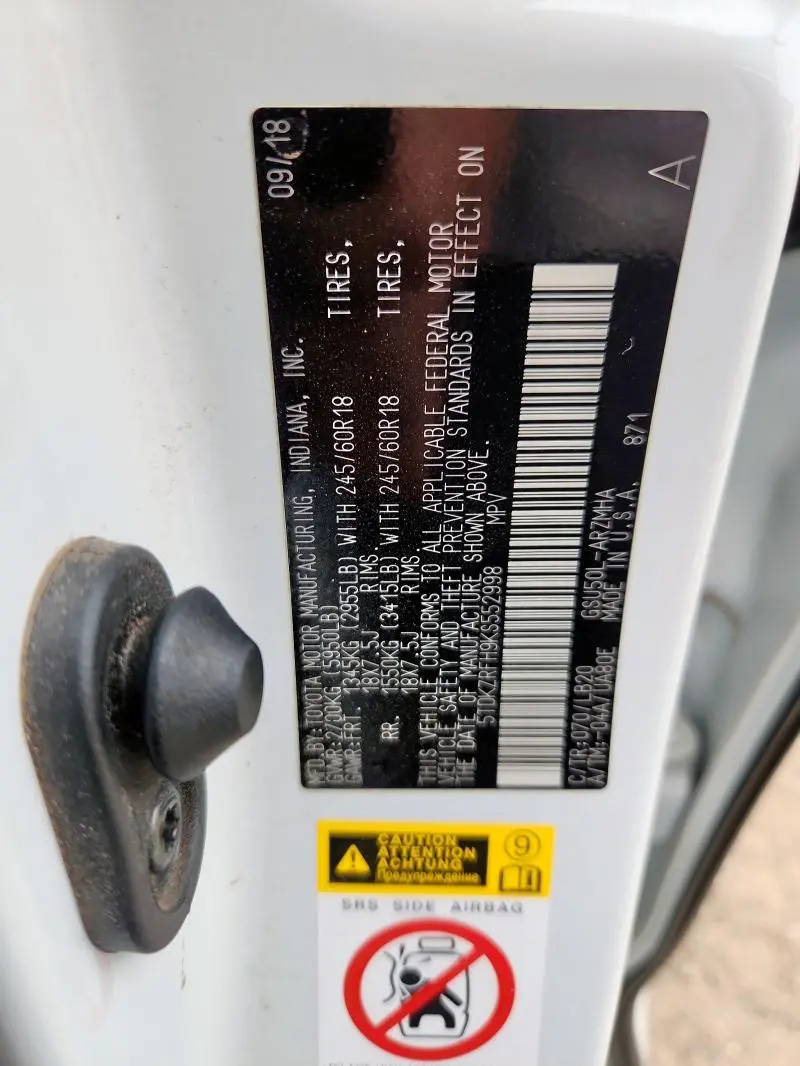 MFD.BY:TOYOTA MOTOR MANUFACTURING, INDIANA, INC. 09/18
GVWR:2700KG(5950LB)
GAWR:FRT. 1345KG (2955LB) WITH 245/60R18 TIRES,
18X7.5J RIMS.
RR. 1550KG (3415LB) WITH 245/60R18 TIRES,
18X7.5J RIMS.
THIS VEHICLE CONFORMS TO ALL APPLICABLE FEDERAL MOTOR
VEHICLE SAFETY AND THEFT PREVENTION STANDARDS IN EFFECT ON
THE DATE OF MANUFACTURE SHOWN ABOVE.
5TDKZRFH9KS552998 MPV
C/TR:070/LB20 GSU50L-ARZMHA
A/TM:-04A/UA80E MADE IN U.S.A. 871
A
CAUTION
ATTENTION
ACHTUNG
Предупреждение
9
SRS SIDE AIRBAG